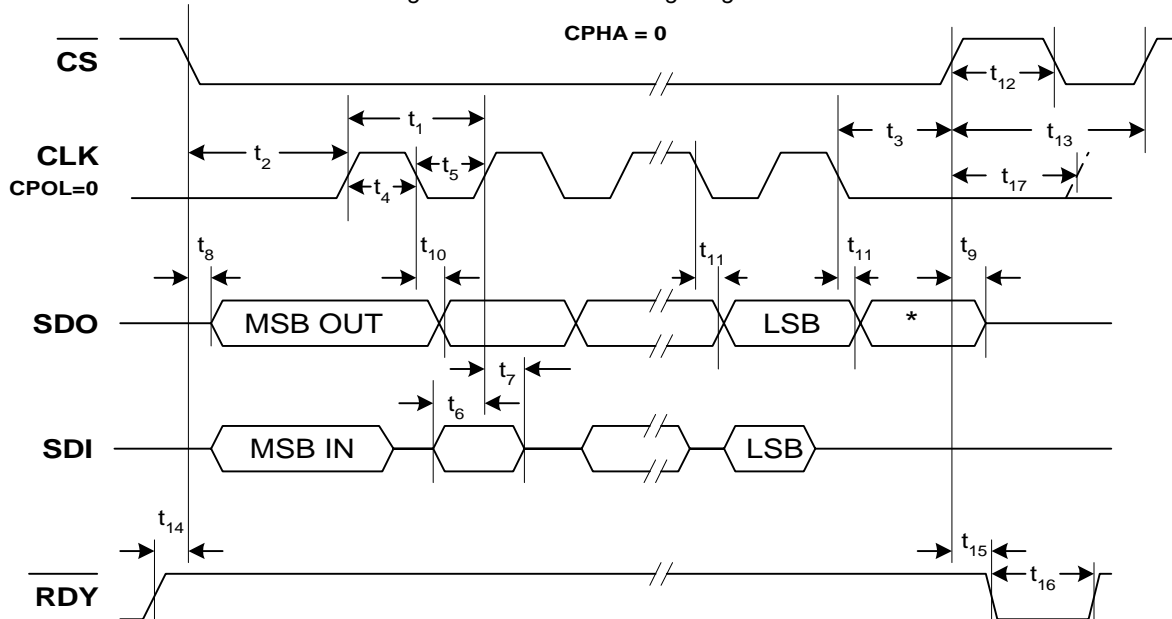 CPHA = 0
CS
t12
t1
t3
t13
CLK
t2
t5
CPOL=0
t4
t17
t8
t10
t11
t11
t9
SDO
MSB OUT
LSB
*
t7
t6
SDI
MSB IN
LSB
t14
t15
t16
RDY